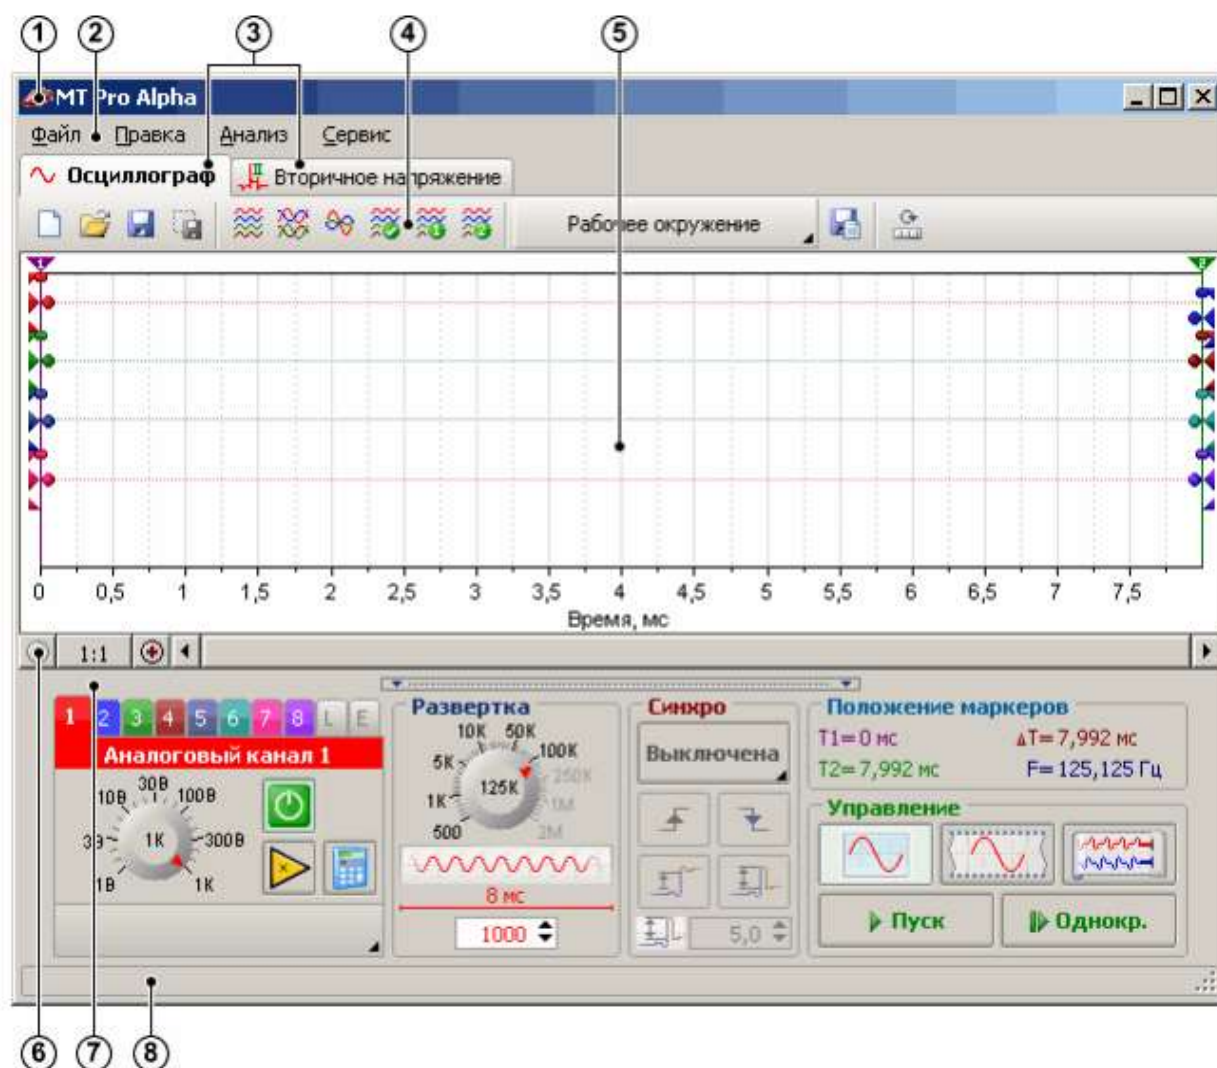 1 2 3 4 5
MT Pro Alpha
Файл Правка Анализ Сервис
Осциллограф Вторичное напряжение
Рабочее окружение
1 2
0 0,5 1 1,5 2 2,5 3 3,5 4 4,5 5 5,5 6 6,5 7 7,5
Время, мс
1:1
1 2 3 4 5 6 7 8 L E
Аналоговый канал 1
1В 3В 10В 30В 100В 300В 1К
1К
Развертка
500 1К 5К 10К 50К 100К 250К 1М 2М
125К
8 мс
1000
Синхро
Выключена
5,0
Положение маркеров
T1=0 мс ΔT=7,992 мс
T2=7,992 мс F=125,125 Гц
Управление
Пуск Однокр.
6 7 8